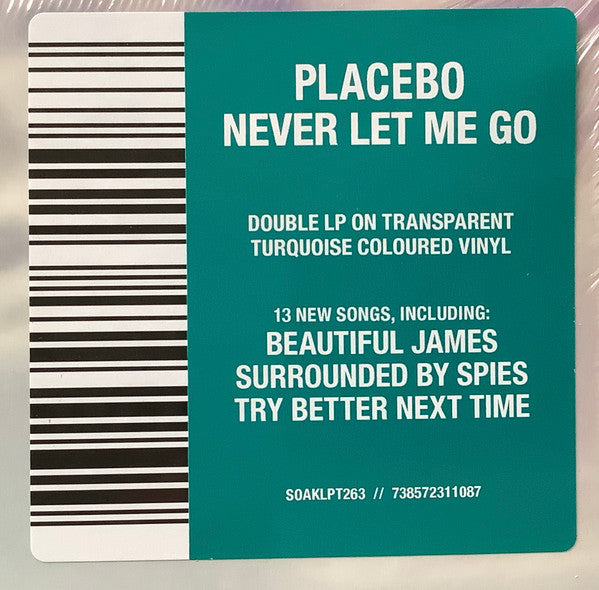 PLACEBO
NEVER LET ME GO
DOUBLE LP ON TRANSPARENT
TURQUOISE COLOURED VINYL
13 NEW SONGS, INCLUDING:
BEAUTIFUL JAMES
SURROUNDED BY SPIES
TRY BETTER NEXT TIME
SOAKLPT263 // 738572311087